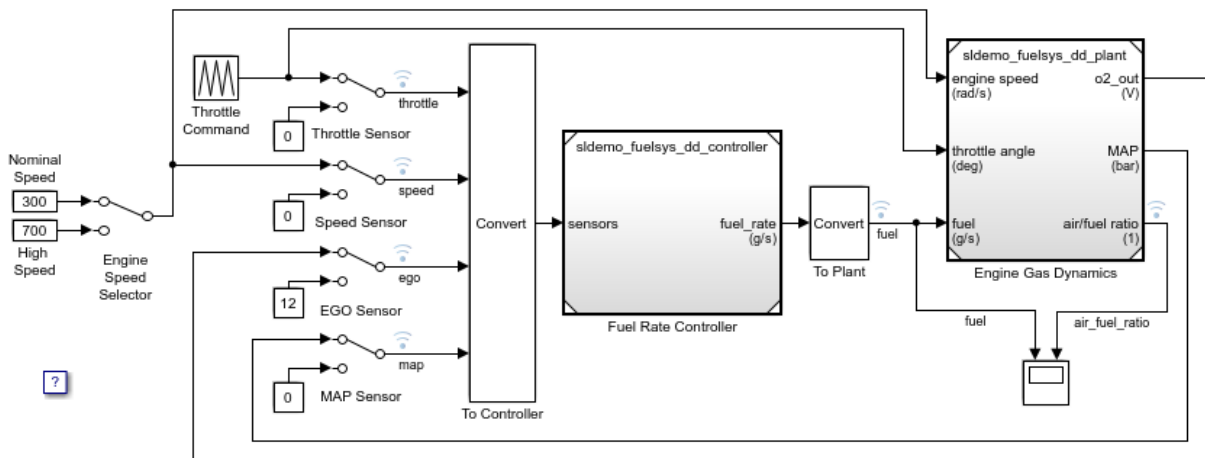 sldemo_fuelsys_dd_plant
engine speed
(rad/s)
o2_out
(V)
throttle angle
(deg)
MAP
(bar)
fuel
(g/s)
air/fuel ratio
(1)
Engine Gas Dynamics
Throttle
Command
throttle
0
Throttle Sensor
Nominal
Speed
300
700
High
Speed
Engine
Speed
Selector
speed
0
Speed Sensor
ego
12
EGO Sensor
map
0
MAP Sensor
Convert
To Controller
sldemo_fuelsys_dd_controller
sensors
fuel_rate
(g/s)
Fuel Rate Controller
Convert
To Plant
fuel
fuel
air_fuel_ratio
?